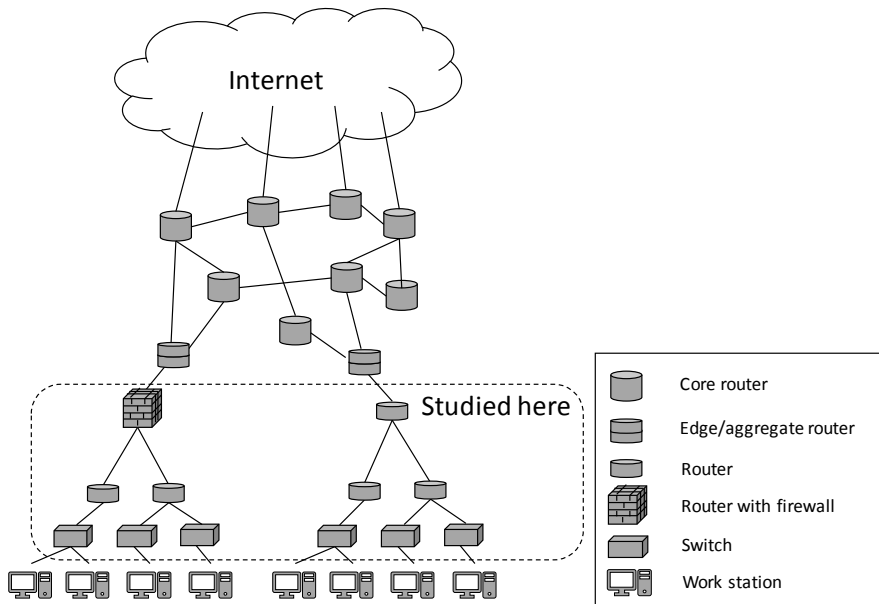 Internet
Studied here
Core router
Edge/aggregate router
Router
Router with firewall
Switch
Work station